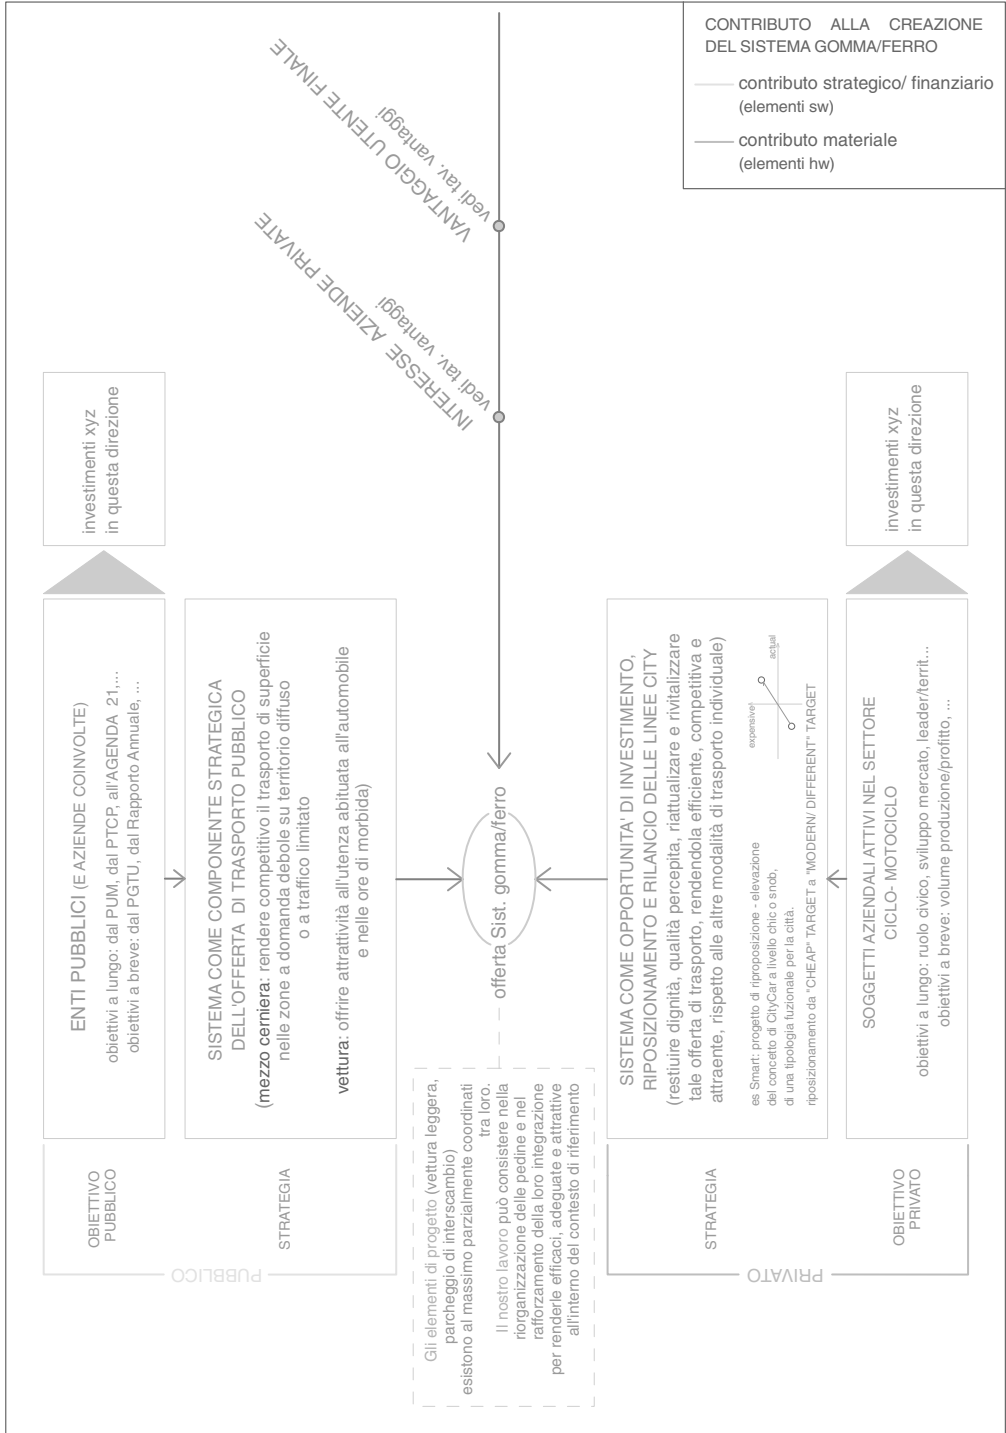 CONTRIBUTO ALLA CREAZIONE
DEL SISTEMA GOMMA/FERRO
contributo strategico/ finanziario
(elementi sw)
contributo materiale
(elementi hw)
VANTAGGIO UTENTE FINALE
vedi tav. vantaggi
INTERESSE AZIENDE PRIVATE
vedi tav. vantaggi
PUBBLICO
OBIETTIVO
PUBBLICO
STRATEGIA
ENTI PUBBLICI (E AZIENDE COINVOLTE)
obiettivi a lungo: dal PUM, dal PTCP, all'AGENDA 21,...
obiettivi a breve: dal PGTU, dal Rapporto Annuale, ...
investimenti xyz
in questa direzione
SISTEMA COME COMPONENTE STRATEGICA
DELL'OFFERTA DI TRASPORTO PUBBLICO
(mezzo cerniera: rendere competitivo il trasporto di superficie
nelle zone a domanda debole su territorio diffuso
o a traffico limitato
vettura: offrire attrattività all'utenza abituata all'automobile
e nelle ore di morbida)
Gli elementi di progetto (vettura leggera,
parcheggio di interscambio)
esistono al massimo parzialmente coordinati
tra loro.
Il nostro lavoro può consistere nella
riorganizzazione delle pedine e nel
rafforzamento della loro integrazione
per renderle efficaci, adeguate e attrattive
all'interno del contesto di riferimento
offerta Sist. gomma/ferro
PRIVATO
STRATEGIA
OBIETTIVO
PRIVATO
SISTEMA COME OPPORTUNITA' DI INVESTIMENTO,
RIPOSIZIONAMENTO E RILANCIO DELLE LINEE CITY
(restiuire dignità, qualità percepita, riattualizare e rivitalizzare
tale offerta di trasporto, rendendola efficiente, competitiva e
attraente, rispetto alle altre modalità di trasporto individuale)
es Smart: progetto di riproposizione - elevazione
del concetto di CityCar a livello chic o snob,
di una tipologia fuzionale per la città.
riposizionamento da "CHEAP" TARGET a "MODERN/ DIFFERENT" TARGET
expensive
actual
SOGGETTI AZIENDALI ATTIVI NEL SETTORE
CICLO- MOTOCICLO
obiettivi a lungo: ruolo civico, sviluppo mercato, leader/territ...
obiettivi a breve: volume produzione/profitto, ...
investimenti xyz
in questa direzione